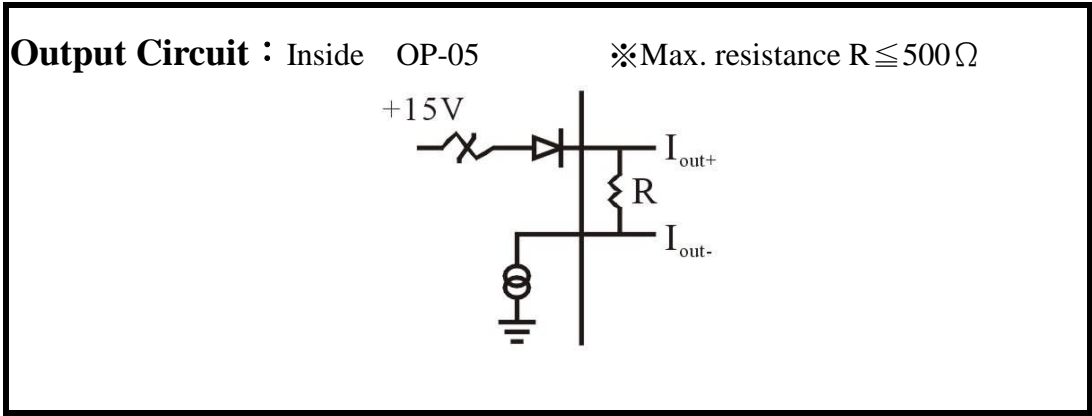 Output Circuit：Inside OP-05 ※Max. resistance R≦500Ω
+15V
Iout+
R
Iout-